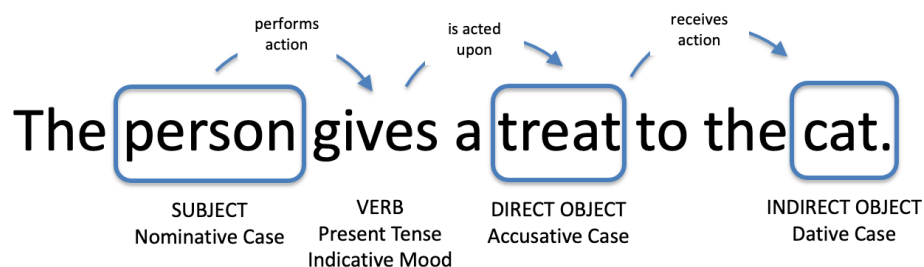 performs
action
is acted
upon
receives
action
The person gives a treat to the cat.
SUBJECT
Nominative Case
VERB
Present Tense
Indicative Mood
DIRECT OBJECT
Accusative Case
INDIRECT OBJECT
Dative Case